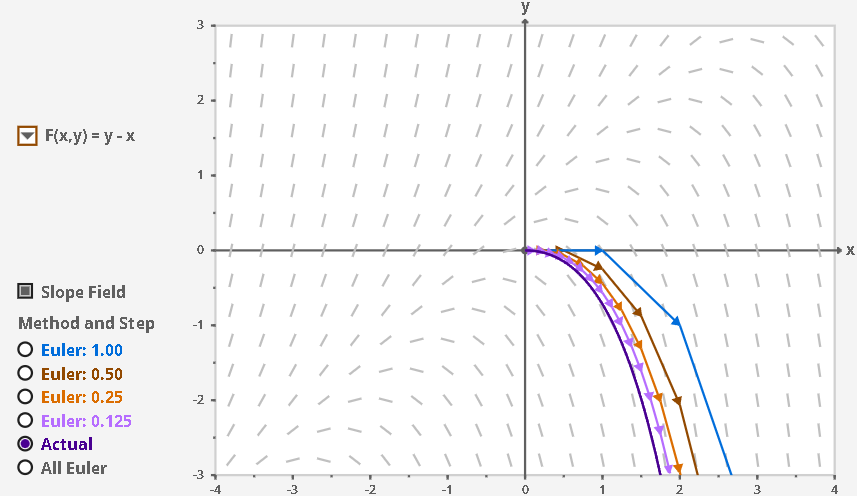 y
3
2
F(x,y) = y - x
1
0
x
Slope Field
-1
Method and Step
Euler: 1.00
Euler: 0.50
Euler: 0.25
-2
Euler: 0.125
Actual
All Euler
-3
-4 -3 -2 -1 0 1 2 3 4